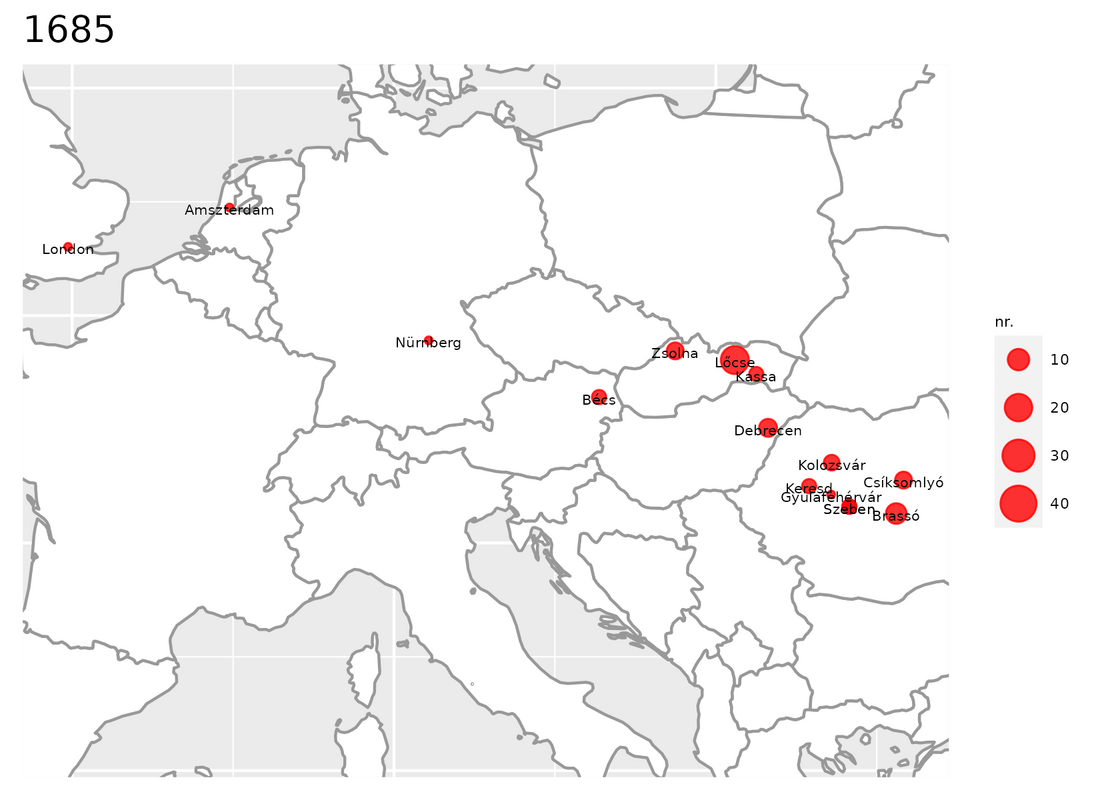 1685
Amszterdam
London
nr.
Nürnberg
Zsolna
10
Lőcse
Kassa
Bécs
20
Debrecen
30
Kolozsvár
Csíksomlyó
Keresd
Gyulafehérvár
40
Szeben
Brassó